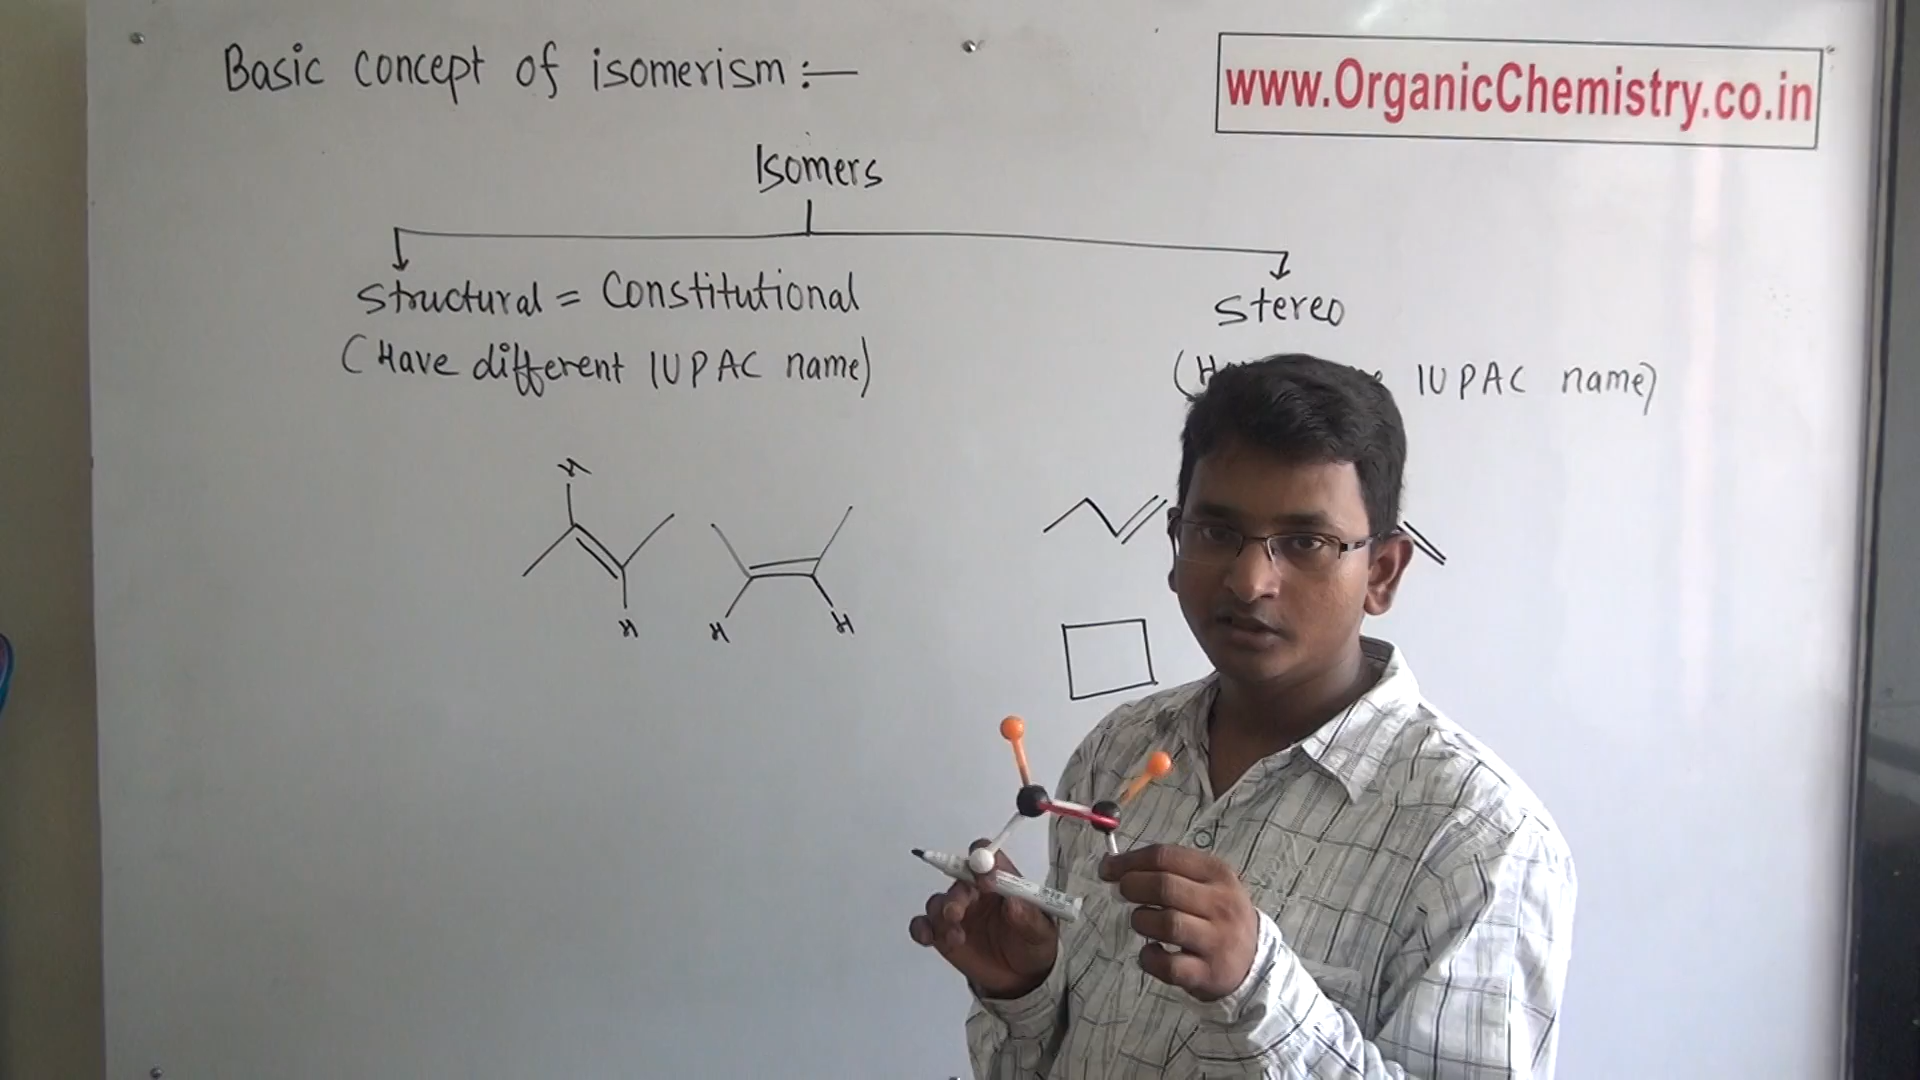 Basic concept of isomerism :—
www.OrganicChemistry.co.in
Isomers
Structural = Constitutional
Stereo
(Have different IUPAC name)
IUPAC name)
H
H
H
H